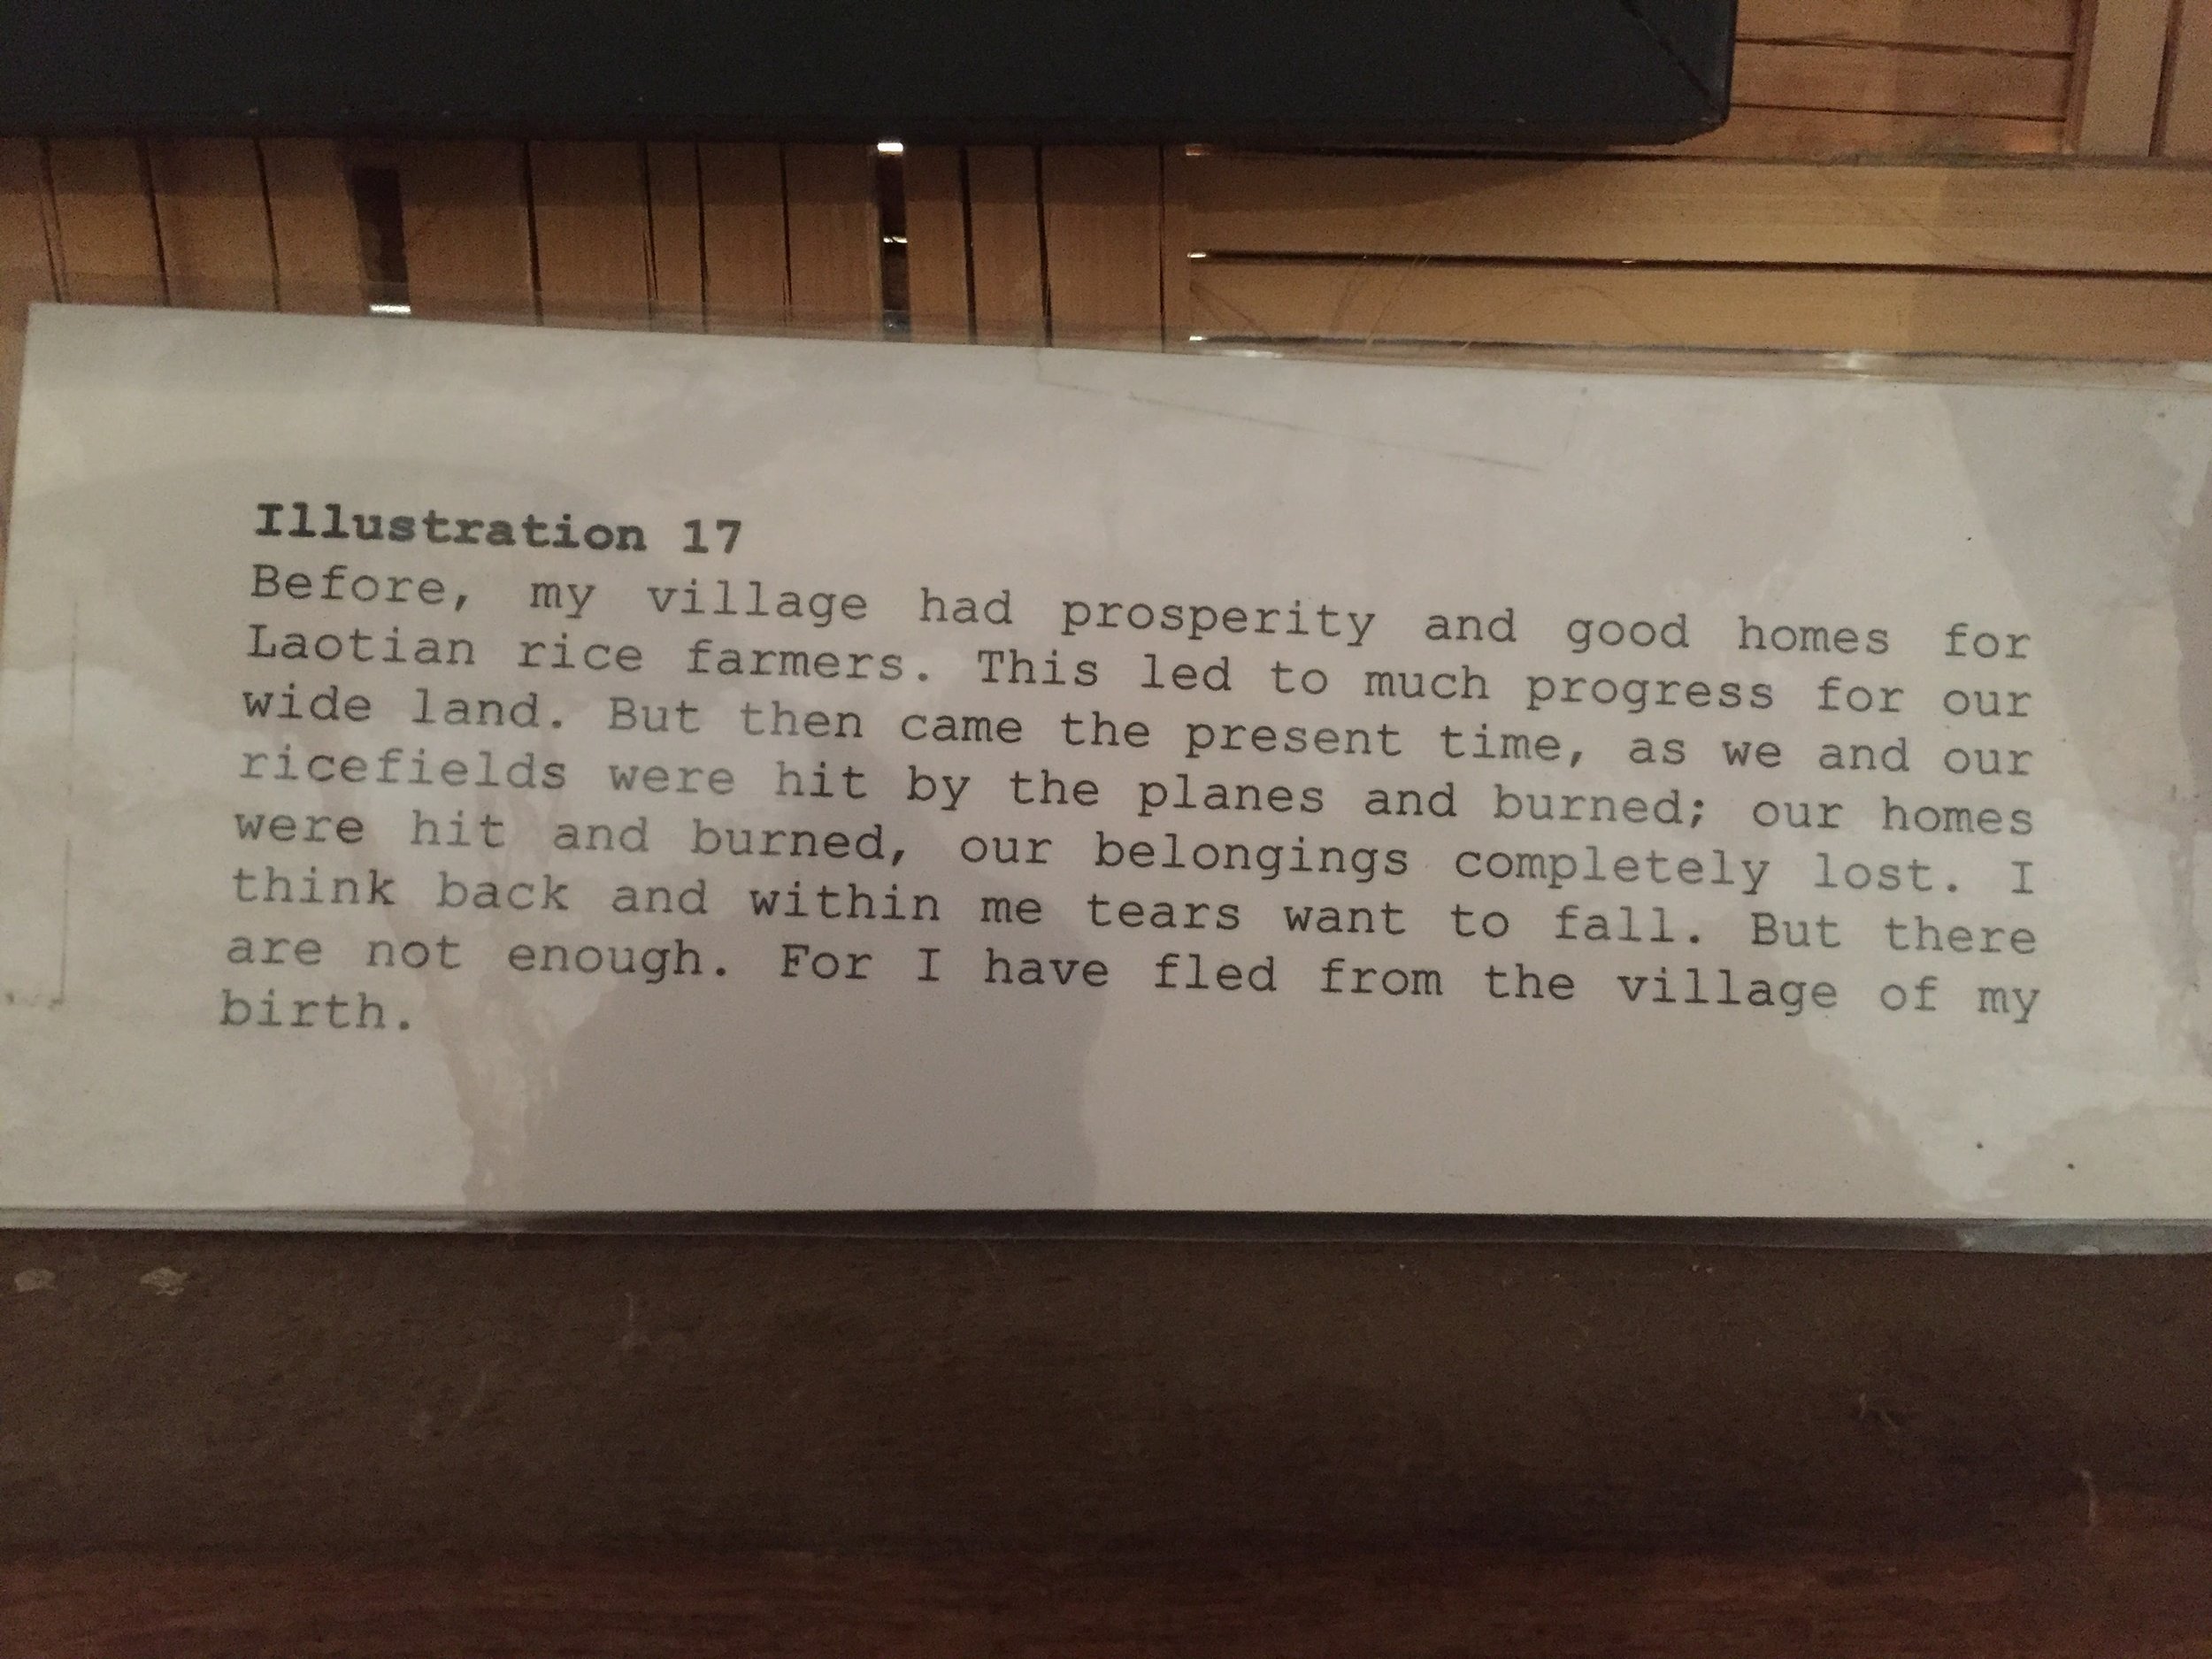 Illustration 17
Before, my village had prosperity and good homes for
Laotian rice farmers. This led to much progress for our
wide land. But then came the present time, as we and our
ricefields were hit by the planes and burned; our homes
were hit and burned, our belongings completely lost. I
think back and within me tears want to fall. But there
are not enough. For I have fled from the village of my
birth.